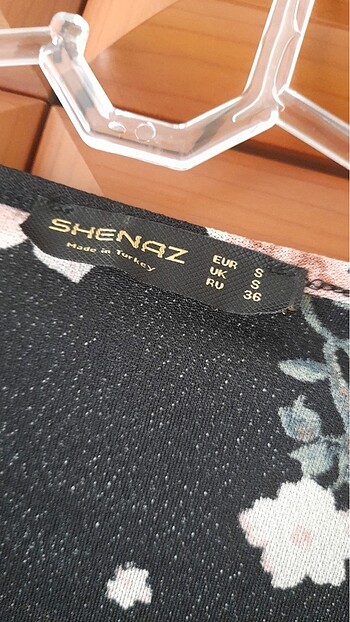 SHENAZ
Made in Turkey
EUR S
UK S
RU 36